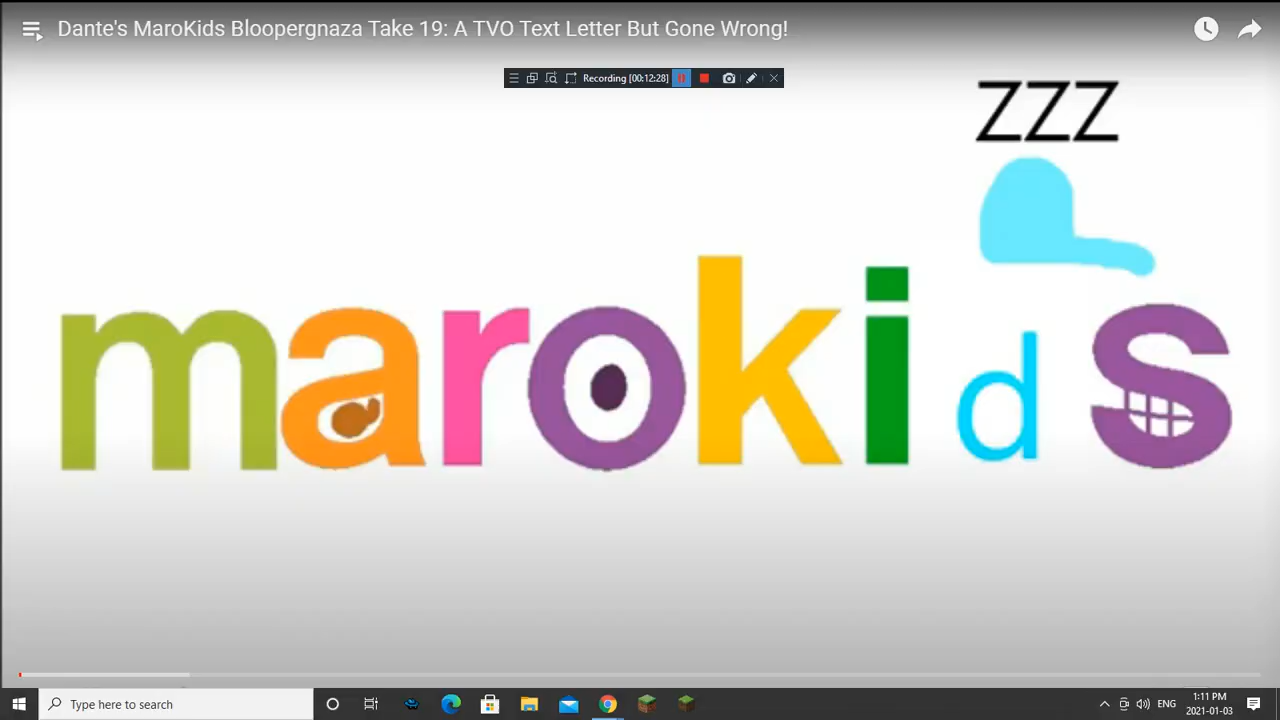 Dante's MaroKids Bloopergnaza Take 19: A TVO Text Letter But Gone Wrong!
Recording [00:12:28]
ZZZ
marokids
Type here to search
ENG
1:11 PM
2021-01-03